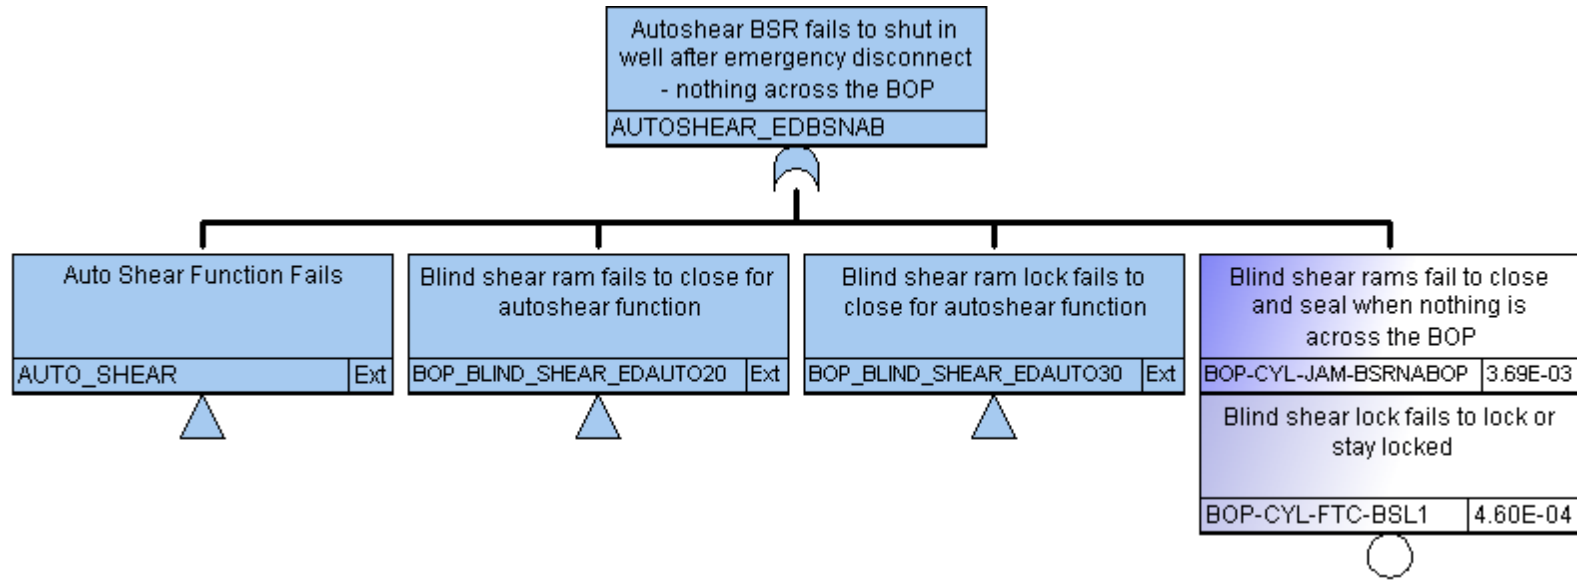 Autoshear BSR fails to shut in
well after emergency disconnect
- nothing across the BOP
AUTOSHEAR_EDBSNAB
Auto Shear Function Fails
AUTO_SHEAR Ext
Blind shear ram fails to close for
autoshear function
BOP_BLIND_SHEAR_EDAUTO20 Ext
Blind shear ram lock fails to
close for autoshear function
BOP_BLIND_SHEAR_EDAUTO30 Ext
Blind shear rams fail to close
and seal when nothing is
across the BOP
BOP-CYL-JAM-BSRNABOP 3.69E-03
Blind shear lock fails to lock or
stay locked
BOP-CYL-FTC-BSL1 4.60E-04